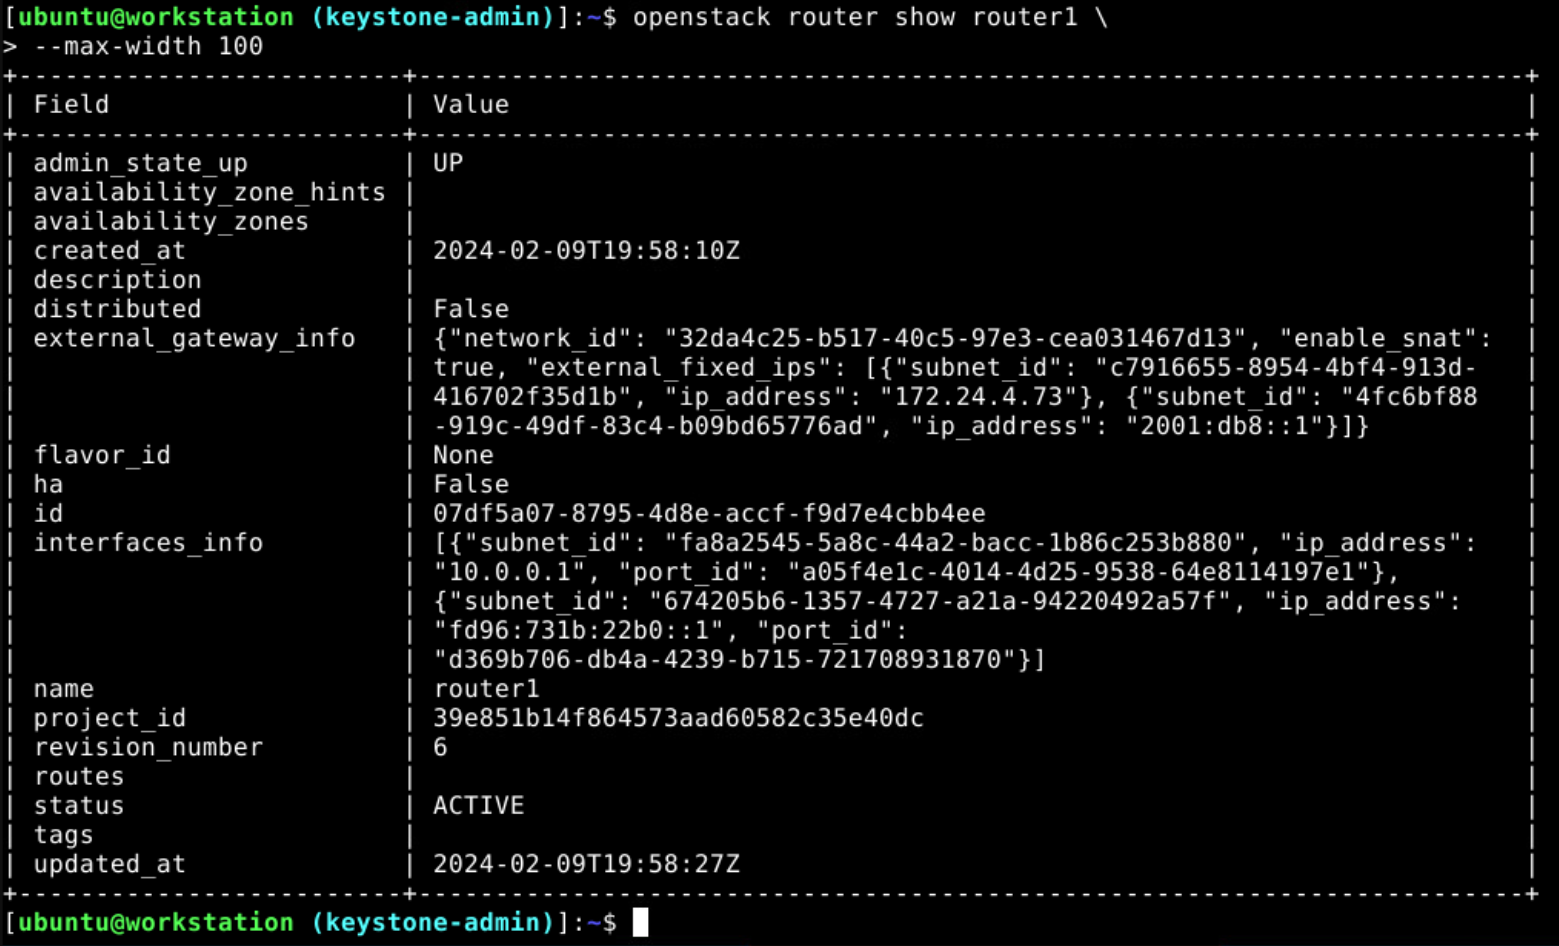 [ubuntu@workstation (keystone-admin)]:~$ openstack router show router1 \
> --max-width 100
+-------------------------+-------------------------------------------------------------------------+
| Field                   | Value                                                                   |
+-------------------------+-------------------------------------------------------------------------+
| admin_state_up          | UP                                                                      |
| availability_zone_hints |                                                                         |
| availability_zones      |                                                                         |
| created_at              | 2024-02-09T19:58:10Z                                                    |
| description             |                                                                         |
| distributed             | False                                                                   |
| external_gateway_info   | {"network_id": "32da4c25-b517-40c5-97e3-cea031467d13", "enable_snat":   |
|                         | true, "external_fixed_ips": [{"subnet_id": "c7916655-8954-4bf4-913d-    |
|                         | 416702f35d1b", "ip_address": "172.24.4.73"}, {"subnet_id": "4fc6bf88    |
|                         | -919c-49df-83c4-b09bd65776ad", "ip_address": "2001:db8::1"}]}           |
| flavor_id               | None                                                                    |
| ha                      | False                                                                   |
| id                      | 07df5a07-8795-4d8e-accf-f9d7e4cbb4ee                                    |
| interfaces_info         | [{"subnet_id": "fa8a2545-5a8c-44a2-bacc-1b86c253b880", "ip_address":    |
|                         | "10.0.0.1", "port_id": "a05f4e1c-4014-4d25-9538-64e8114197e1"},         |
|                         | {"subnet_id": "674205b6-1357-4727-a21a-94220492a57f", "ip_address":     |
|                         | "fd96:731b:22b0::1", "port_id":                                         |
|                         | "d369b706-db4a-4239-b715-721708931870"}]                                |
| name                    | router1                                                                 |
| project_id              | 39e851b14f864573aad60582c35e40dc                                        |
| revision_number         | 6                                                                       |
| routes                  |                                                                         |
| status                  | ACTIVE                                                                  |
| tags                    |                                                                         |
| updated_at              | 2024-02-09T19:58:27Z                                                    |
+-------------------------+-------------------------------------------------------------------------+
[ubuntu@workstation (keystone-admin)]:~$